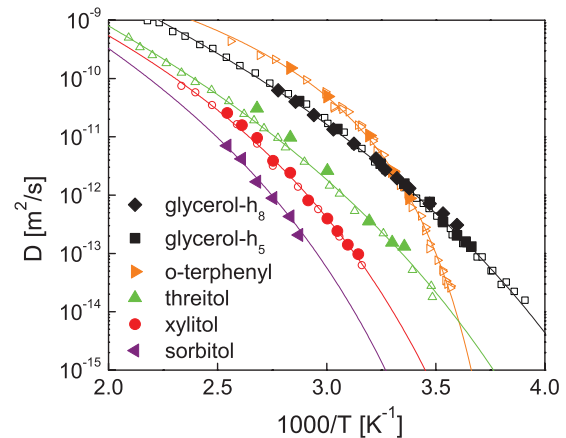 10⁻⁹
10⁻¹⁰
10⁻¹¹
10⁻¹²
10⁻¹³
10⁻¹⁴
10⁻¹⁵
D [m²/s]
glycerol-h₈
glycerol-h₅
o-terphenyl
threitol
xylitol
sorbitol
2.0 2.5 3.0 3.5 4.0
1000/T [K⁻¹]